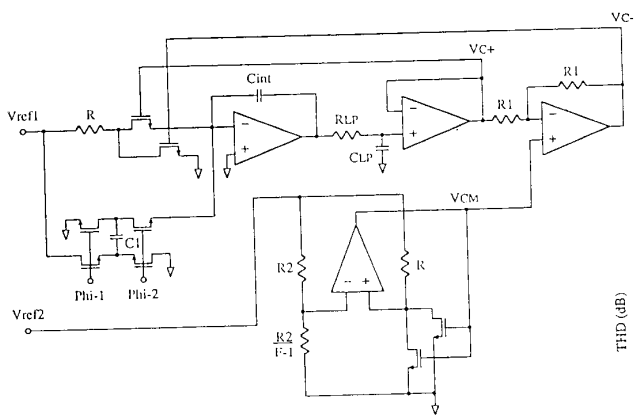 VC-
VC+
Cint
R1
Vref1
R
RLP
R1
CLP
VCM
C1
R2
R
Phi-1
Phi-2
Vref2
R2
F-1
THD (dB)